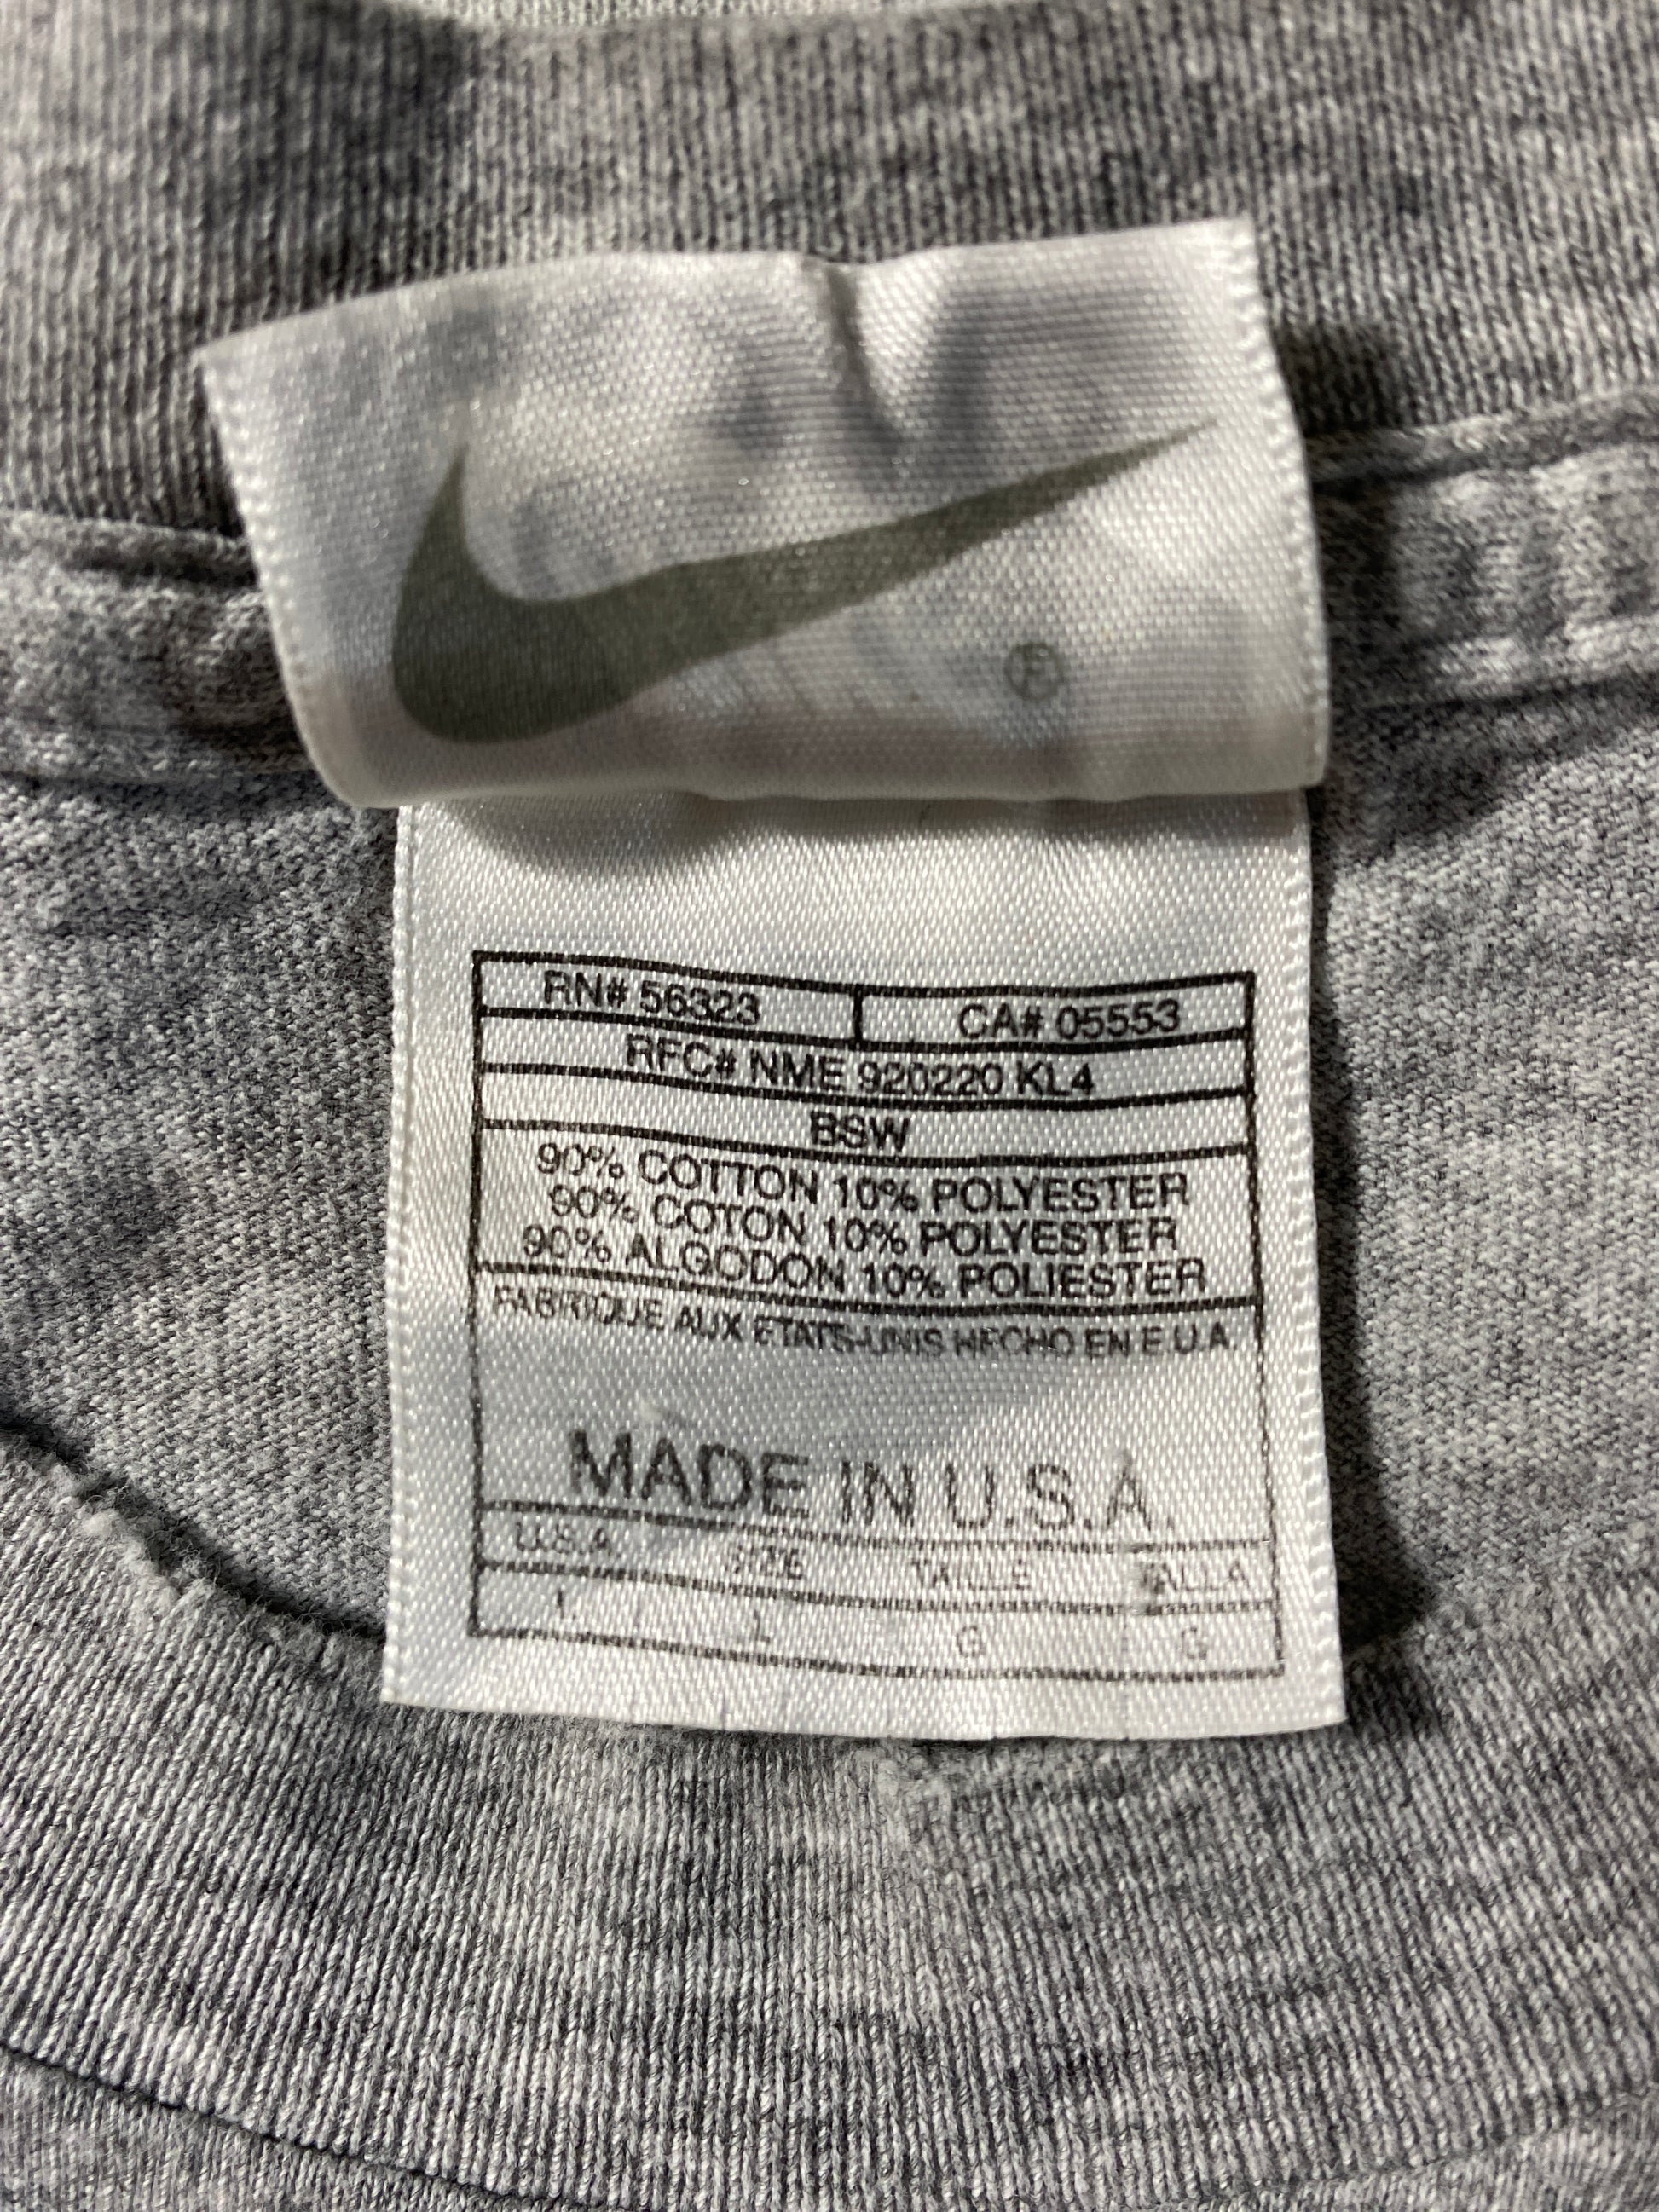 ®
RN# 56323 CA# 05553
RFC# NME 920220 KL4
BSW
90% COTTON 10% POLYESTER
90% COTON 10% POLYESTER
90% ALGODON 10% POLIESTER
FABRIQUE AUX ETATS-UNIS HECHO EN E.U.A.
MADE IN U.S.A.
U.S.A. SIZE TAILLE TALLA
L L G G